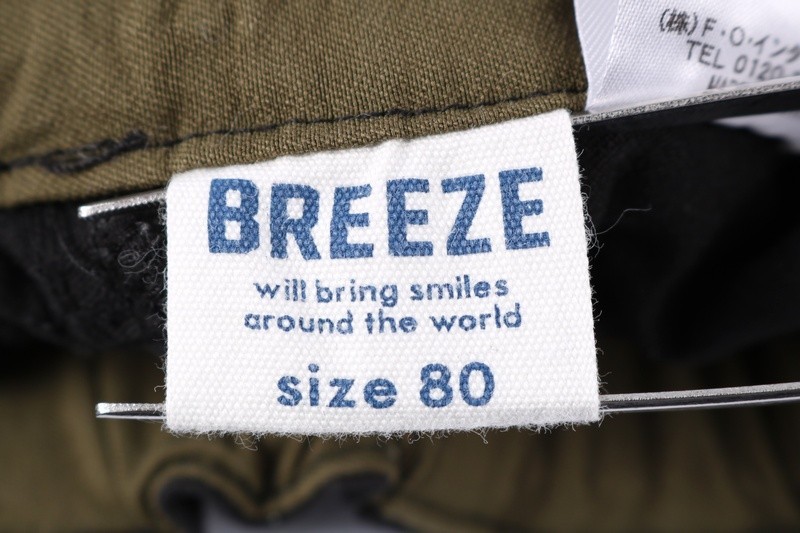 (株)F・O・イン
TEL 0120
BREEZE
will bring smiles
around the world
size 80